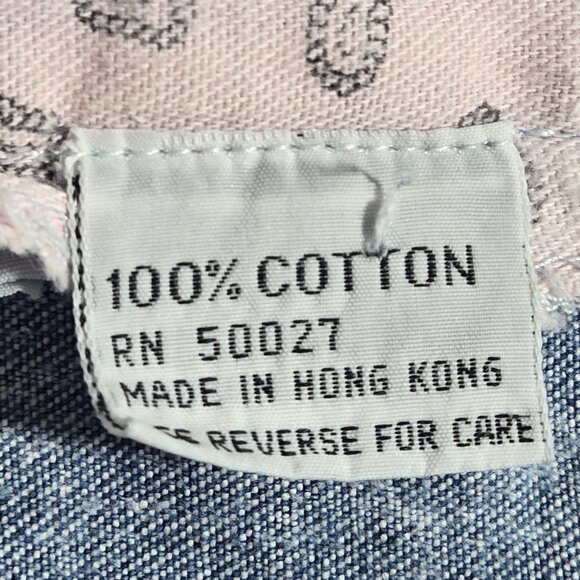 100% COTTON
RN 50027
MADE IN HONG KONG
REVERSE FOR CARE